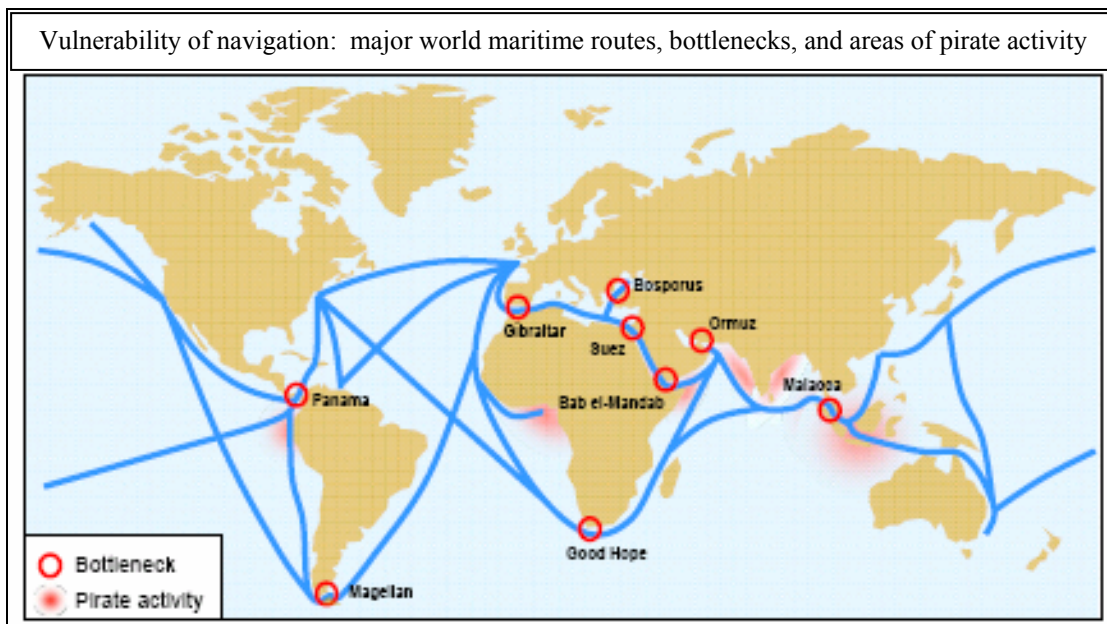 Vulnerability of navigation: major world maritime routes, bottlenecks, and areas of pirate activity
Bosporus
Gibraltar
Ormuz
Suez
Malacca
Panama
Bab el-Mandab
Good Hope
Bottleneck
Magellan
Pirate activity